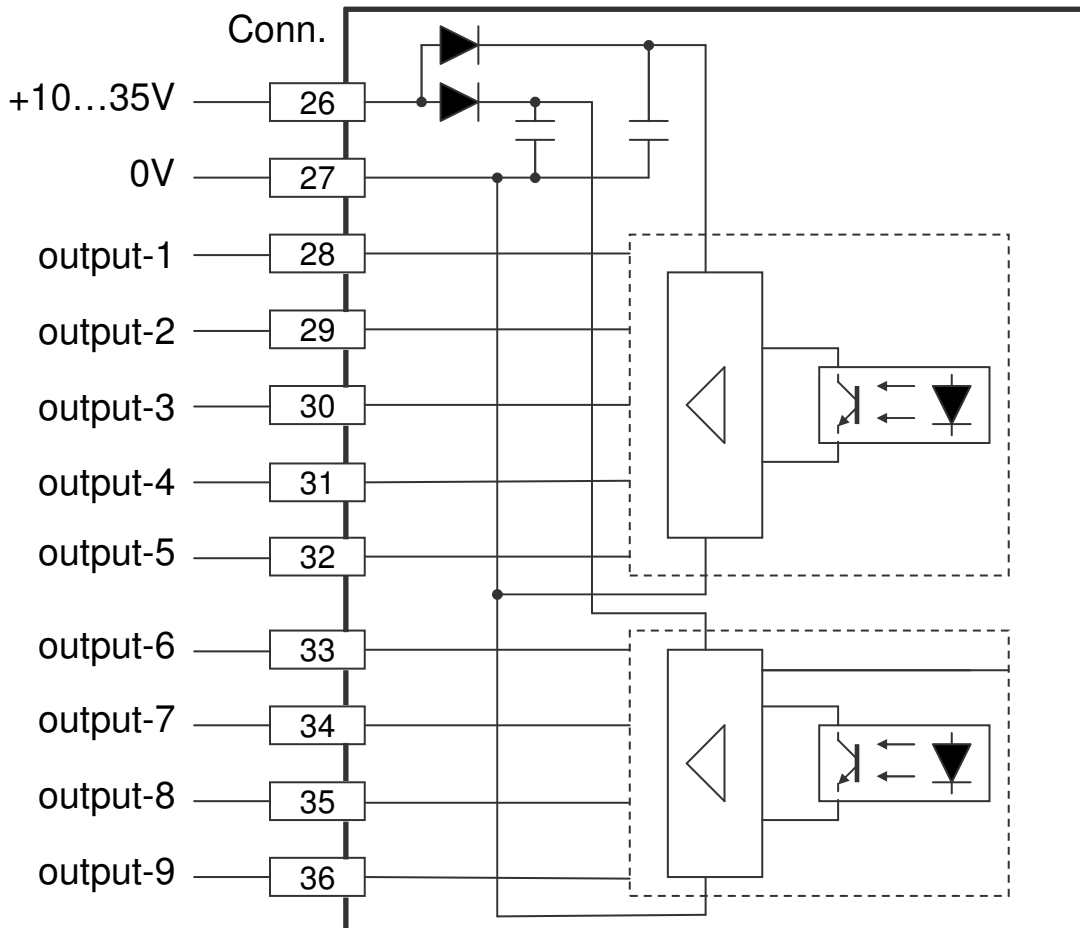 Conn.
+10...35V 26
0V 27
output-1 28
output-2 29
output-3 30
output-4 31
output-5 32
output-6 33
output-7 34
output-8 35
output-9 36